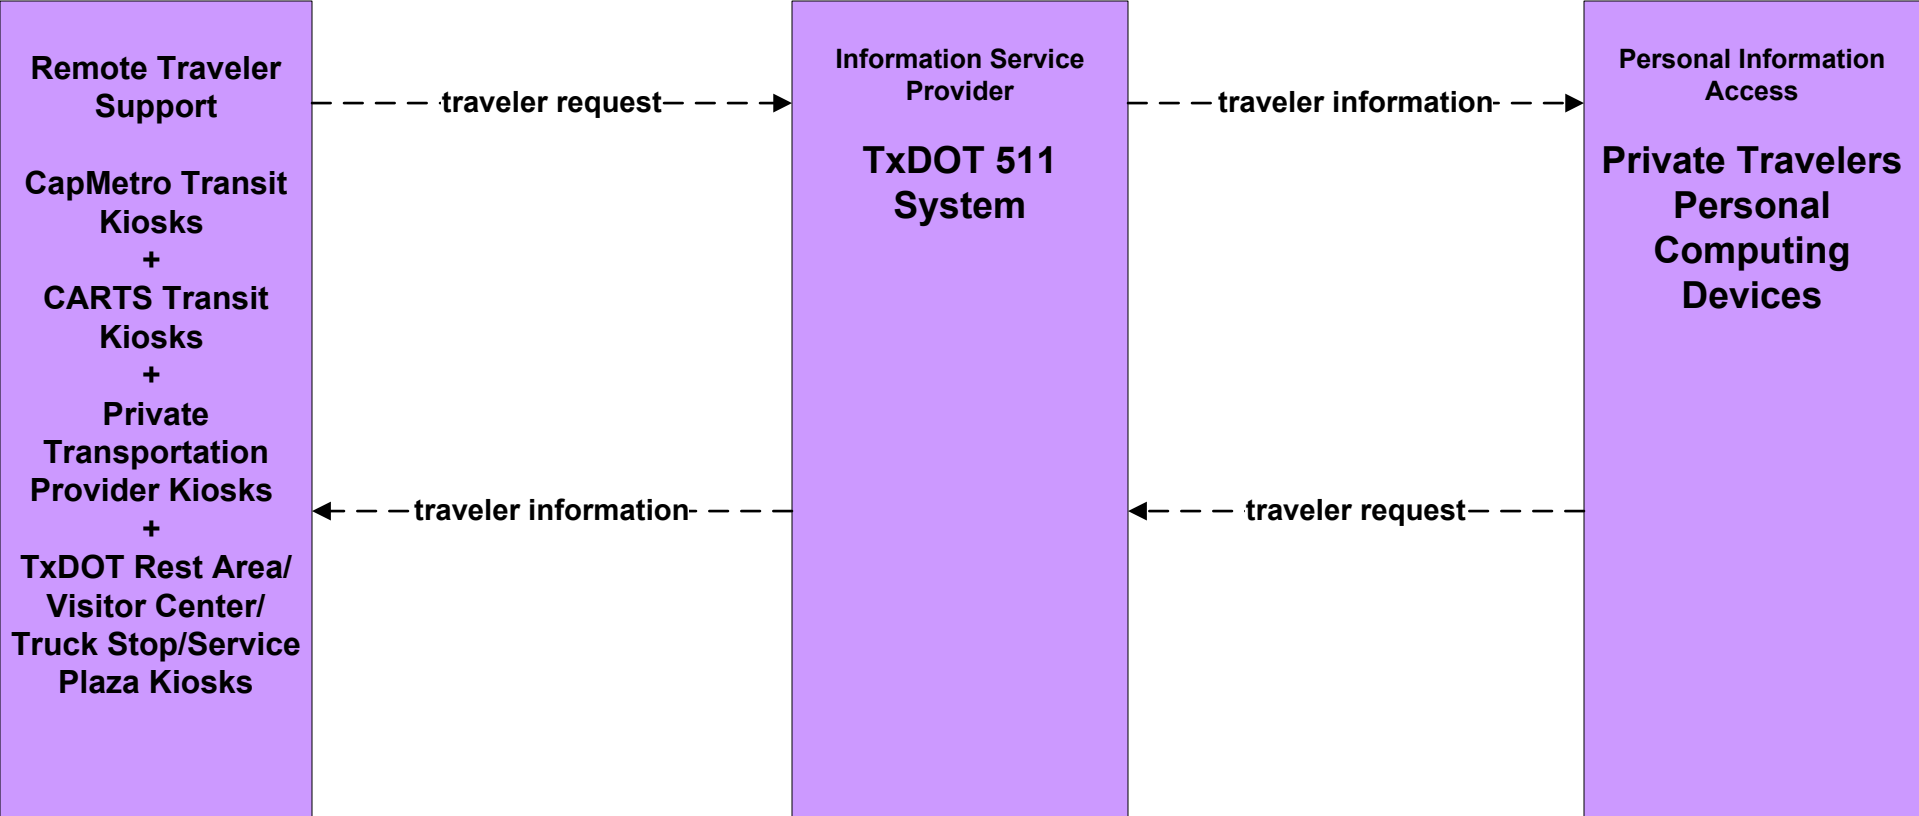 Remote Traveler
Support
CapMetro Transit
Kiosks
+
CARTS Transit
Kiosks
+
Private
Transportation
Provider Kiosks
+
TxDOT Rest Area/
Visitor Center/
Truck Stop/Service
Plaza Kiosks
traveler request
traveler information
Information Service
Provider
TxDOT 511
System
traveler information
traveler request
Personal Information
Access
Private Travelers
Personal
Computing
Devices